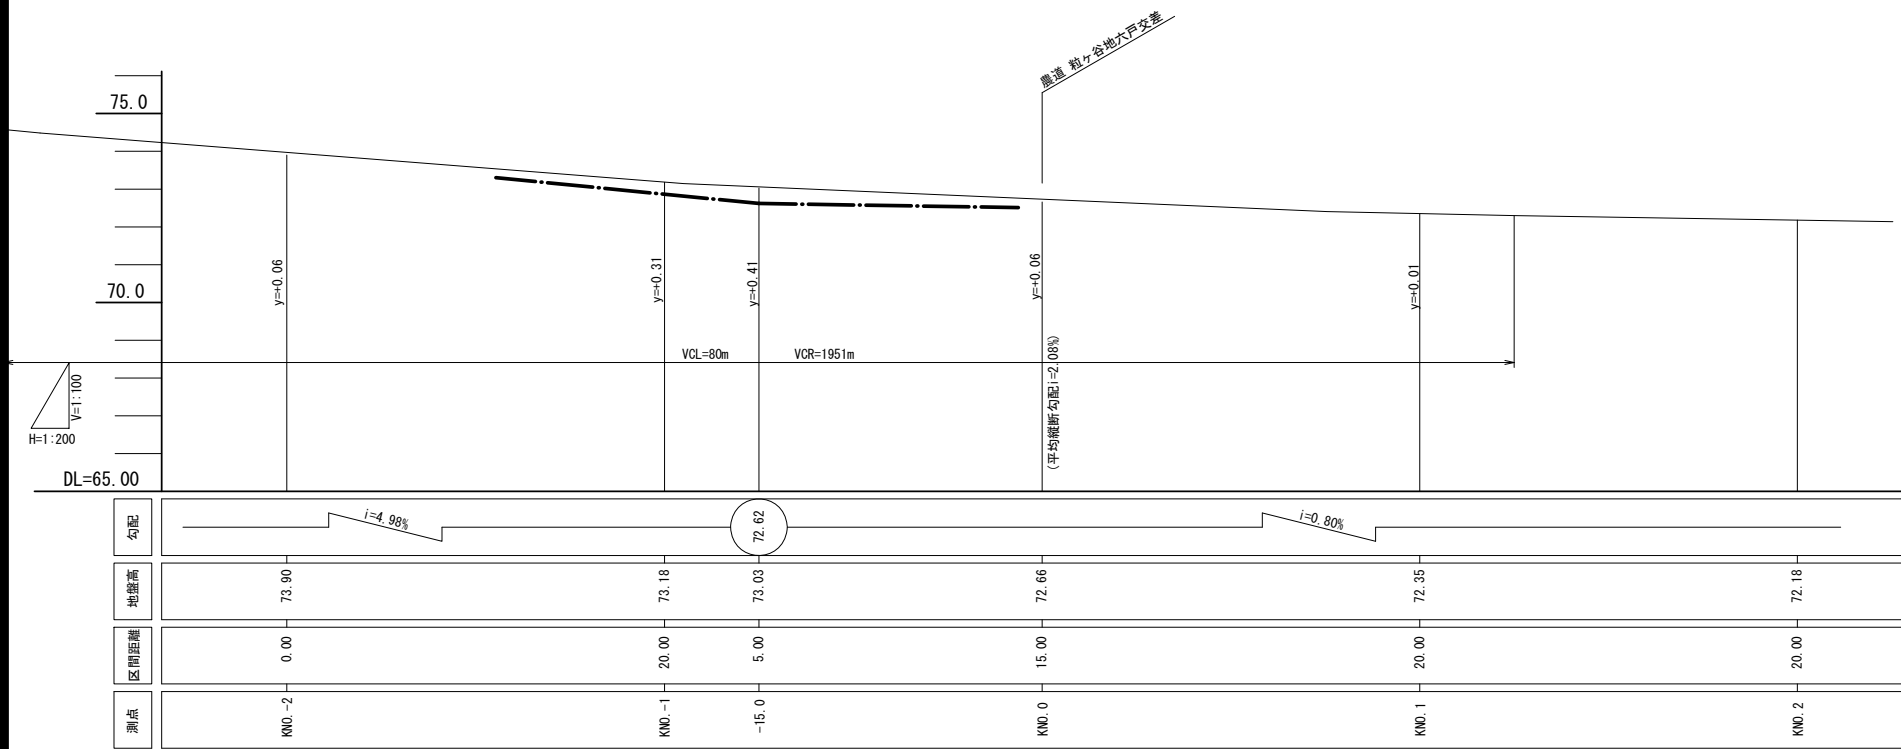 農道 粒ヶ谷地六戸交差
75.0
70.0
DL=65.00
V=1:100
H=1:200
y=+0.06
y=+0.31
y=+0.41
y=+0.06
y=+0.01
VCL=80m
VCR=1951m
(平均縦断勾配i=2.08%)
勾配
i=4.98%
72.62
i=0.80%
地盤高
73.90
73.18
73.03
72.66
72.35
72.18
区間距離
0.00
20.00
5.00
15.00
20.00
20.00
測点
KNO.-2
KNO.-1
-15.0
KNO.0
KNO.1
KNO.2